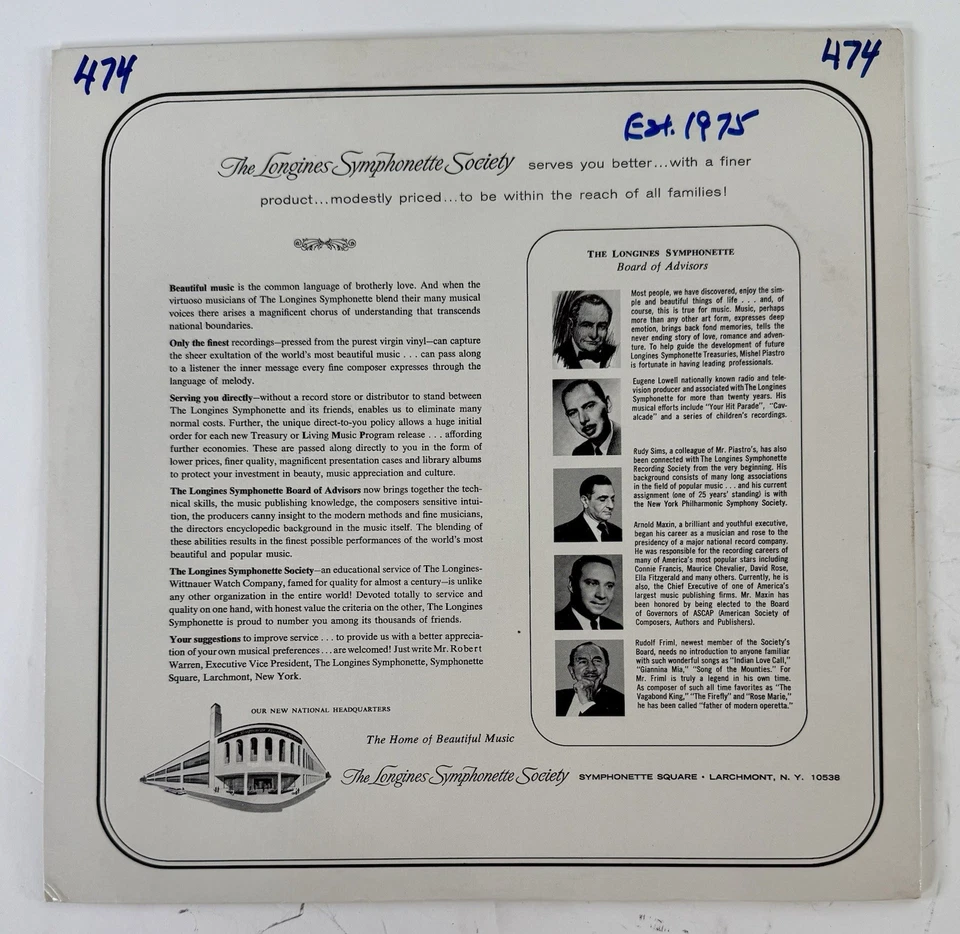 474
474
Est. 1975
The Longines Symphonette Society serves you better...with a finer
product...modestly priced...to be within the reach of all families!
Beautiful music is the common language of brotherly love. And when the
virtuoso musicians of The Longines Symphonette blend their many musical
voices there arises a magnificent chorus of understanding that transcends
national boundaries.
Only the finest recordings—pressed from the purest virgin vinyl—can capture
the sheer exultation of the world's most beautiful music . . . can pass along
to a listener the inner message every fine composer expresses through the
language of melody.
Serving you directly—without a record store or distributor to stand between
The Longines Symphonette and its friends, enables us to eliminate many
normal costs. Further, the unique direct-to-you policy allows a huge initial
order for each new Treasury or Living Music Program release . . . affording
further economies. These are passed along directly to you in the form of
lower prices, finer quality, magnificent presentation cases and library albums
to protect your investment in beauty, music appreciation and culture.
The Longines Symphonette Board of Advisors now brings together the tech-
nical skills, the music publishing knowledge, the composers sensitive intui-
tion, the producers canny insight to the modern methods and fine musicians,
the directors encyclopedic background in the music itself. The blending of
these abilities results in the finest possible performances of the world's most
beautiful and popular music.
The Longines Symphonette Society—an educational service of The Longines-
Wittnauer Watch Company, famed for quality for almost a century—is unlike
any other organization in the entire world! Devoted totally to service and
quality on one hand, with honest value the criteria on the other, The Longines
Symphonette is proud to number you among its thousands of friends.
Your suggestions to improve service . . . to provide us with a better apprecia-
tion of your own musical preferences . . . are welcomed! Just write Mr. Robert
Warren, Executive Vice President, The Longines Symphonette, Symphonette
Square, Larchmont, New York.
THE LONGINES SYMPHONETTE
Board of Advisors
Most people, we have discovered, enjoy the sim-
ple and beautiful things of life . . . and, of
course, this is true for music. Music, perhaps
more than any other art form, expresses deep
emotion, brings back fond memories, tells the
never ending story of love, romance and adven-
ture. To help guide the development of future
Longines Symphonette Treasuries, Mishel Piastro
is fortunate in having leading professionals.
Eugene Lowell nationally known radio and tele-
vision producer and associated with The Longines
Symphonette for more than twenty years. His
musical efforts include "Your Hit Parade", "Cav-
alcade" and a series of children's recordings.
Rudy Sims, a colleague of Mr. Piastro's, has also
been connected with The Longines Symphonette
Recording Society from the very beginning. His
background consists of many long associations
in the field of popular music . . . and his current
assignment (one of 25 years' standing) is with
the New York Philharmonic Symphony Society.
Arnold Maxin, a brilliant and youthful executive,
began his career as a musician and rose to the
presidency of a major national record company.
He was responsible for the recording careers of
many of America's most popular stars including
Connie Francis, Maurice Chevalier, David Rose,
Ella Fitzgerald and many others. Currently, he is
also, the Chief Executive of one of America's
largest music publishing firms. Mr. Maxin has
been honored by being elected to the Board
of Governors of ASCAP (American Society of
Composers, Authors and Publishers).
Rudolf Friml, newest member of the Society's
Board, needs no introduction to anyone familiar
with such wonderful songs as "Indian Love Call,"
"Giannina Mia," "Song of the Mounties." For
Mr. Friml is truly a legend in his own time.
As composer of such all time favorites as "The
Vagabond King," "The Firefly" and "Rose Marie,"
he has been called "father of modern operetta."
OUR NEW NATIONAL HEADQUARTERS
The Home of Beautiful Music
The Longines Symphonette Society SYMPHONETTE SQUARE • LARCHMONT, N. Y. 10538